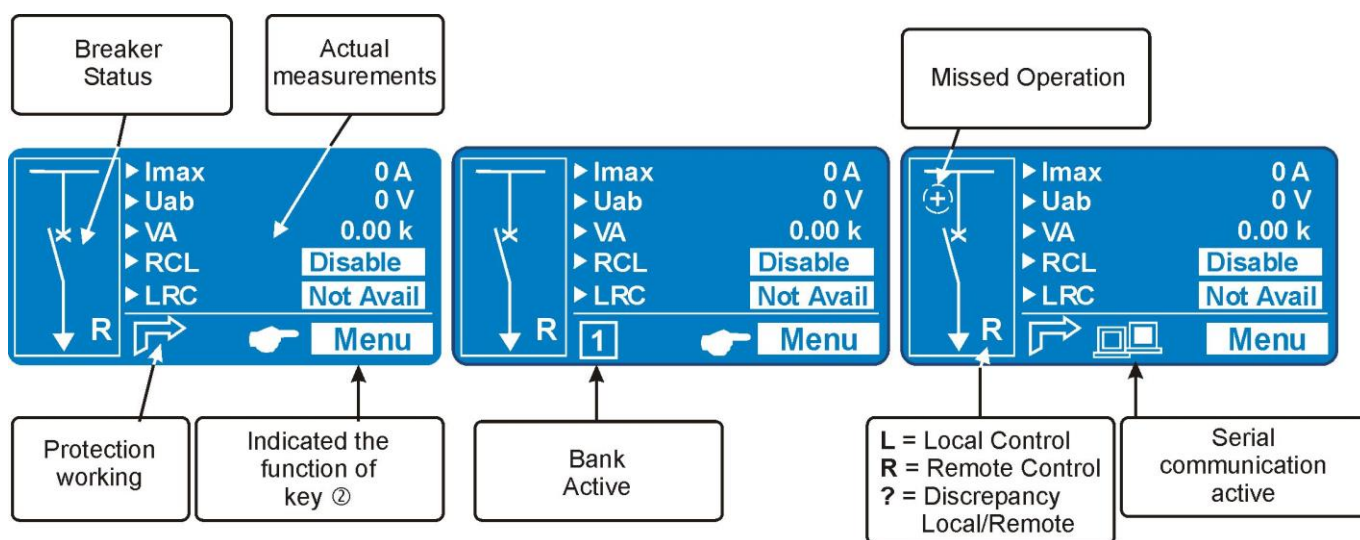 Breaker
Status
Actual
measurements
Missed Operation
Imax 0 A
Uab 0 V
VA 0.00 k
RCL Disable
LRC Not Avail
R Menu
Imax 0 A
Uab 0 V
VA 0.00 k
RCL Disable
LRC Not Avail
R 1 Menu
Imax 0 A
Uab 0 V
VA 0.00 k
RCL Disable
LRC Not Avail
R Menu
Protection
working
Indicated the
function of
key ②
Bank
Active
L = Local Control
R = Remote Control
? = Discrepancy
Local/Remote
Serial
communication
active